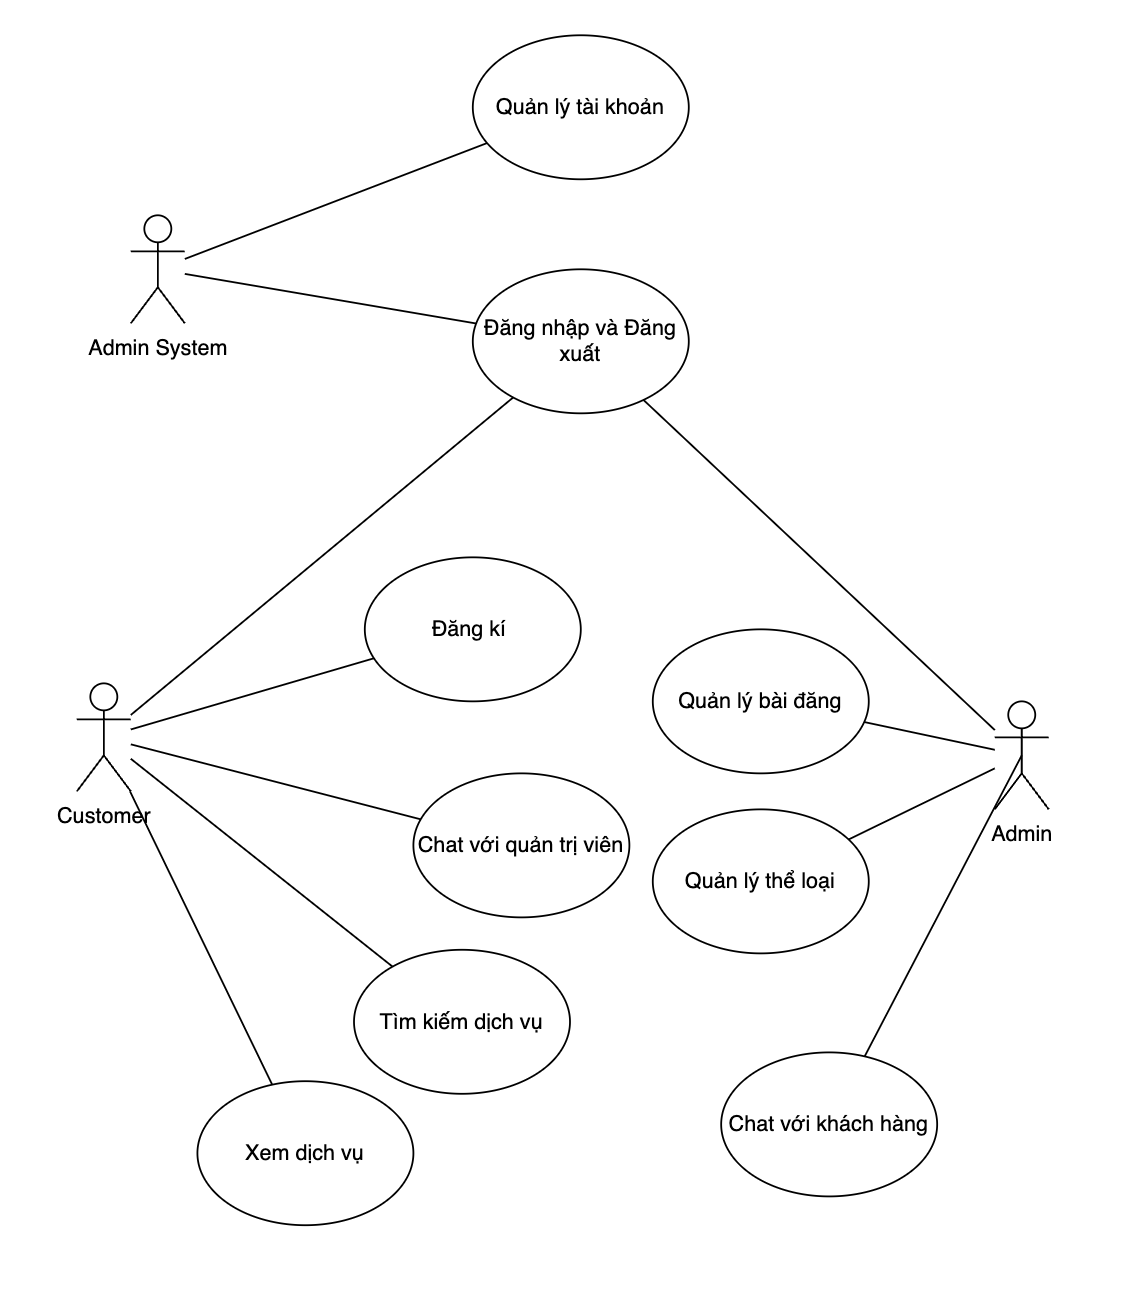 Quản lý tài khoản
Admin System
Đăng nhập và Đăng
xuất
Đăng kí
Quản lý bài đăng
Customer
Admin
Chat với quản trị viên
Quản lý thể loại
Tìm kiếm dịch vụ
Chat với khách hàng
Xem dịch vụ